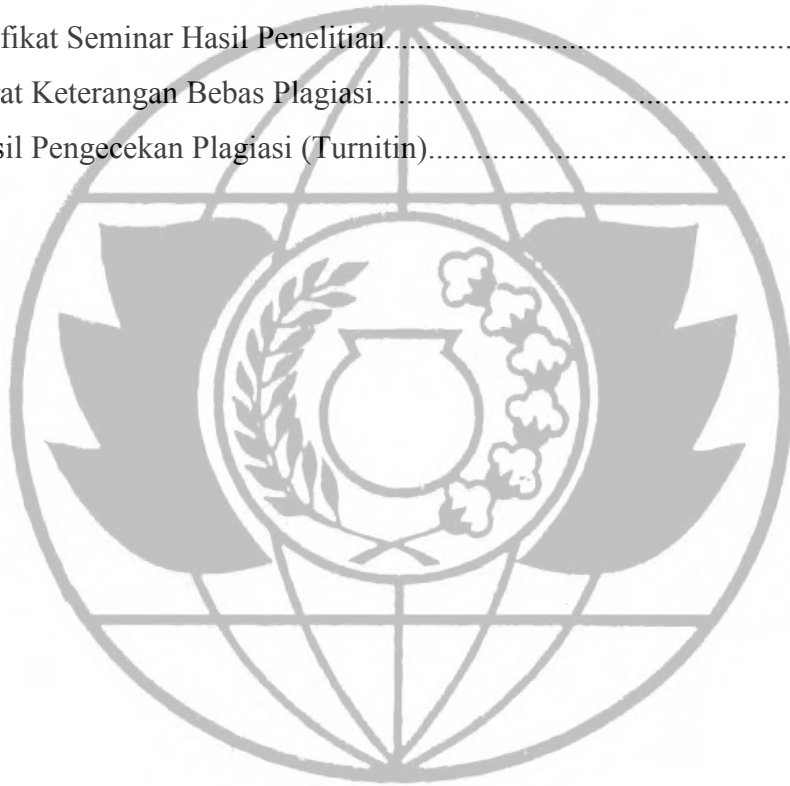 fikat Seminar Hasil Penelitian................................................
at Keterangan Bebas Plagiasi..................................................
sil Pengecekan Plagiasi (Turnitin)...........................................